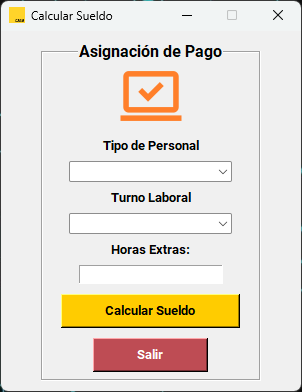 Calcular Sueldo
Asignación de Pago
Tipo de Personal
Turno Laboral
Horas Extras:
Calcular Sueldo
Salir